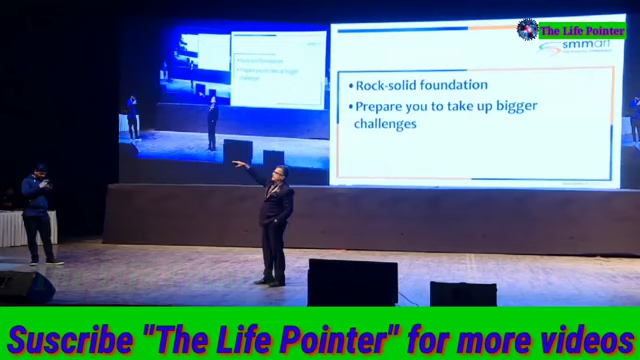 The Life Pointer
smmart
•Rock-solid foundation
•Prepare you to take up bigger
challenges
Suscribe "The Life Pointer" for more videos